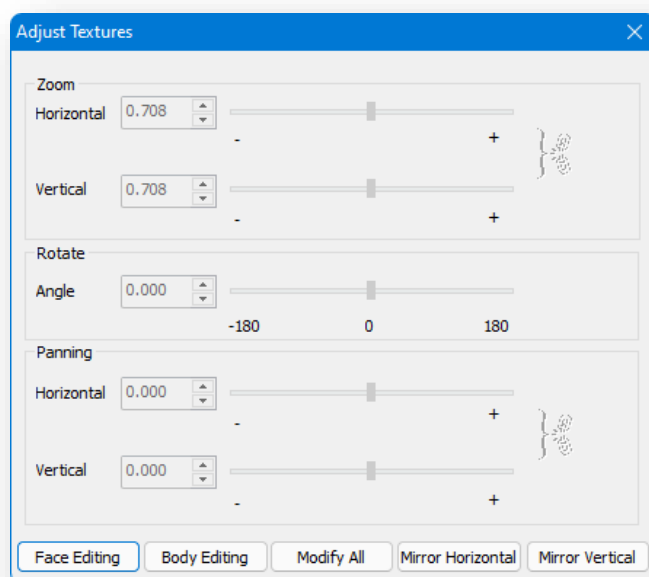 Adjust Textures
Zoom
Horizontal 0.708
- +
Vertical 0.708
- +
Rotate
Angle 0.000
-180 0 180
Panning
Horizontal 0.000
- +
Vertical 0.000
- +
Face Editing Body Editing Modify All Mirror Horizontal Mirror Vertical